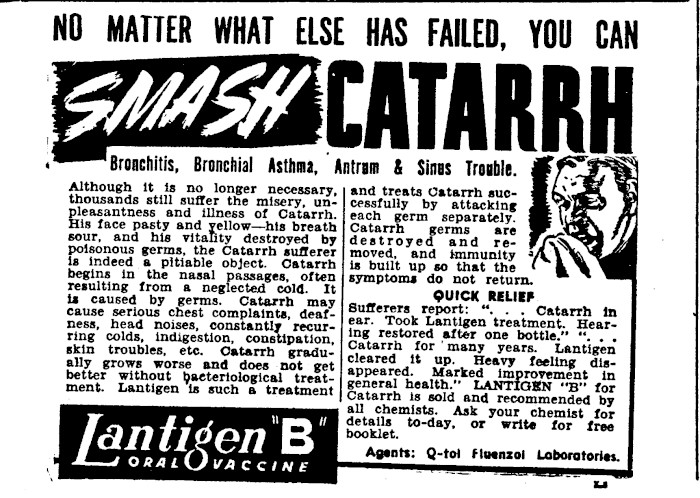 NO MATTER WHAT ELSE HAS FAILED, YOU CAN
SMASH CATARRH
Bronchitis, Bronchial Asthma, Antrum & Sinus Trouble.
Although it is no longer necessary,
thousands still suffer the misery, un-
pleasantness and illness of Catarrh.
His face pasty and yellow—his breath
sour, and his vitality destroyed by
poisonous germs, the Catarrh sufferer
is indeed a pitiable object. Catarrh
begins in the nasal passages, often
resulting from a neglected cold. It
is caused by germs. Catarrh may
cause serious chest complaints, deaf-
ness, head noises, constantly recur-
ring colds, indigestion, constipation,
skin troubles, etc. Catarrh gradu-
ally grows worse and does not get
better without bacteriological treat-
ment. Lantigen is such a treatment
and treats Catarrh suc-
cessfully by attacking
each germ separately.
Catarrh germs are
destroyed and re-
moved, and immunity
is built up so that the
symptoms do not return.
QUICK RELIEF
Sufferers report: ". . . Catarrh in
ear. Took Lantigen treatment. Hear-
ing restored after one bottle." ". . .
Catarrh for many years. Lantigen
cleared it up. Heavy feeling dis-
appeared. Marked improvement in
general health." LANTIGEN "B" for
Catarrh is sold and recommended by
all chemists. Ask your chemist for
details to-day, or write for free
booklet.
Agents: Q-tol Fluenzol Laboratories.
Lantigen "B"
ORAL VACCINE